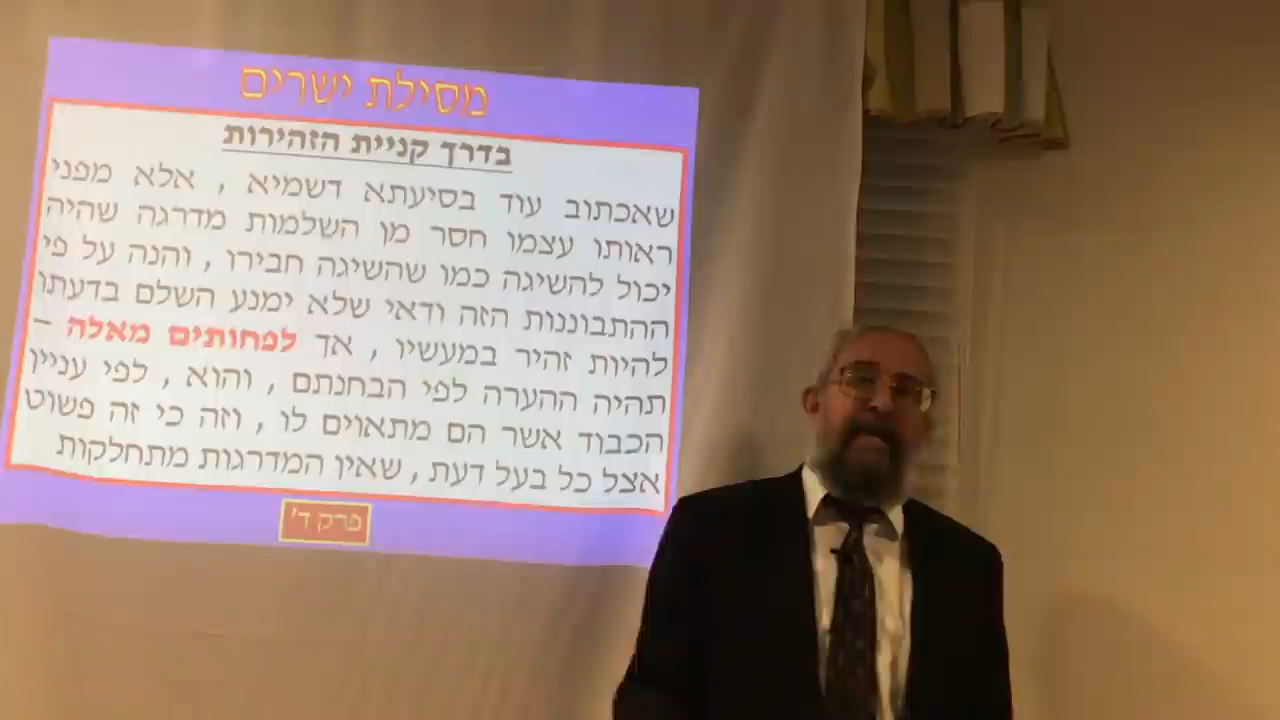 מסילת ישרים
בדרך קניית הזהירות
שאכתוב עוד בסיעתא דשמיא , אלא מפני
ראותו עצמו חסר מן השלמות מדרגה שהיה
יכול להשיגה כמו שהשיגה חבירו , והנה על פי
ההתבוננות הזה ודאי שלא ימנע השלם בדעתו
להיות זהיר במעשיו , אך לפחותים מאלה –
תהיה ההערה לפי הבחנתם , והוא , לפי עניין
הכבוד אשר הם מתאוים לו , וזה כי זה פשוט
אצל כל בעל דעת , שאין המדרגות מתחלקות
פרק ד'